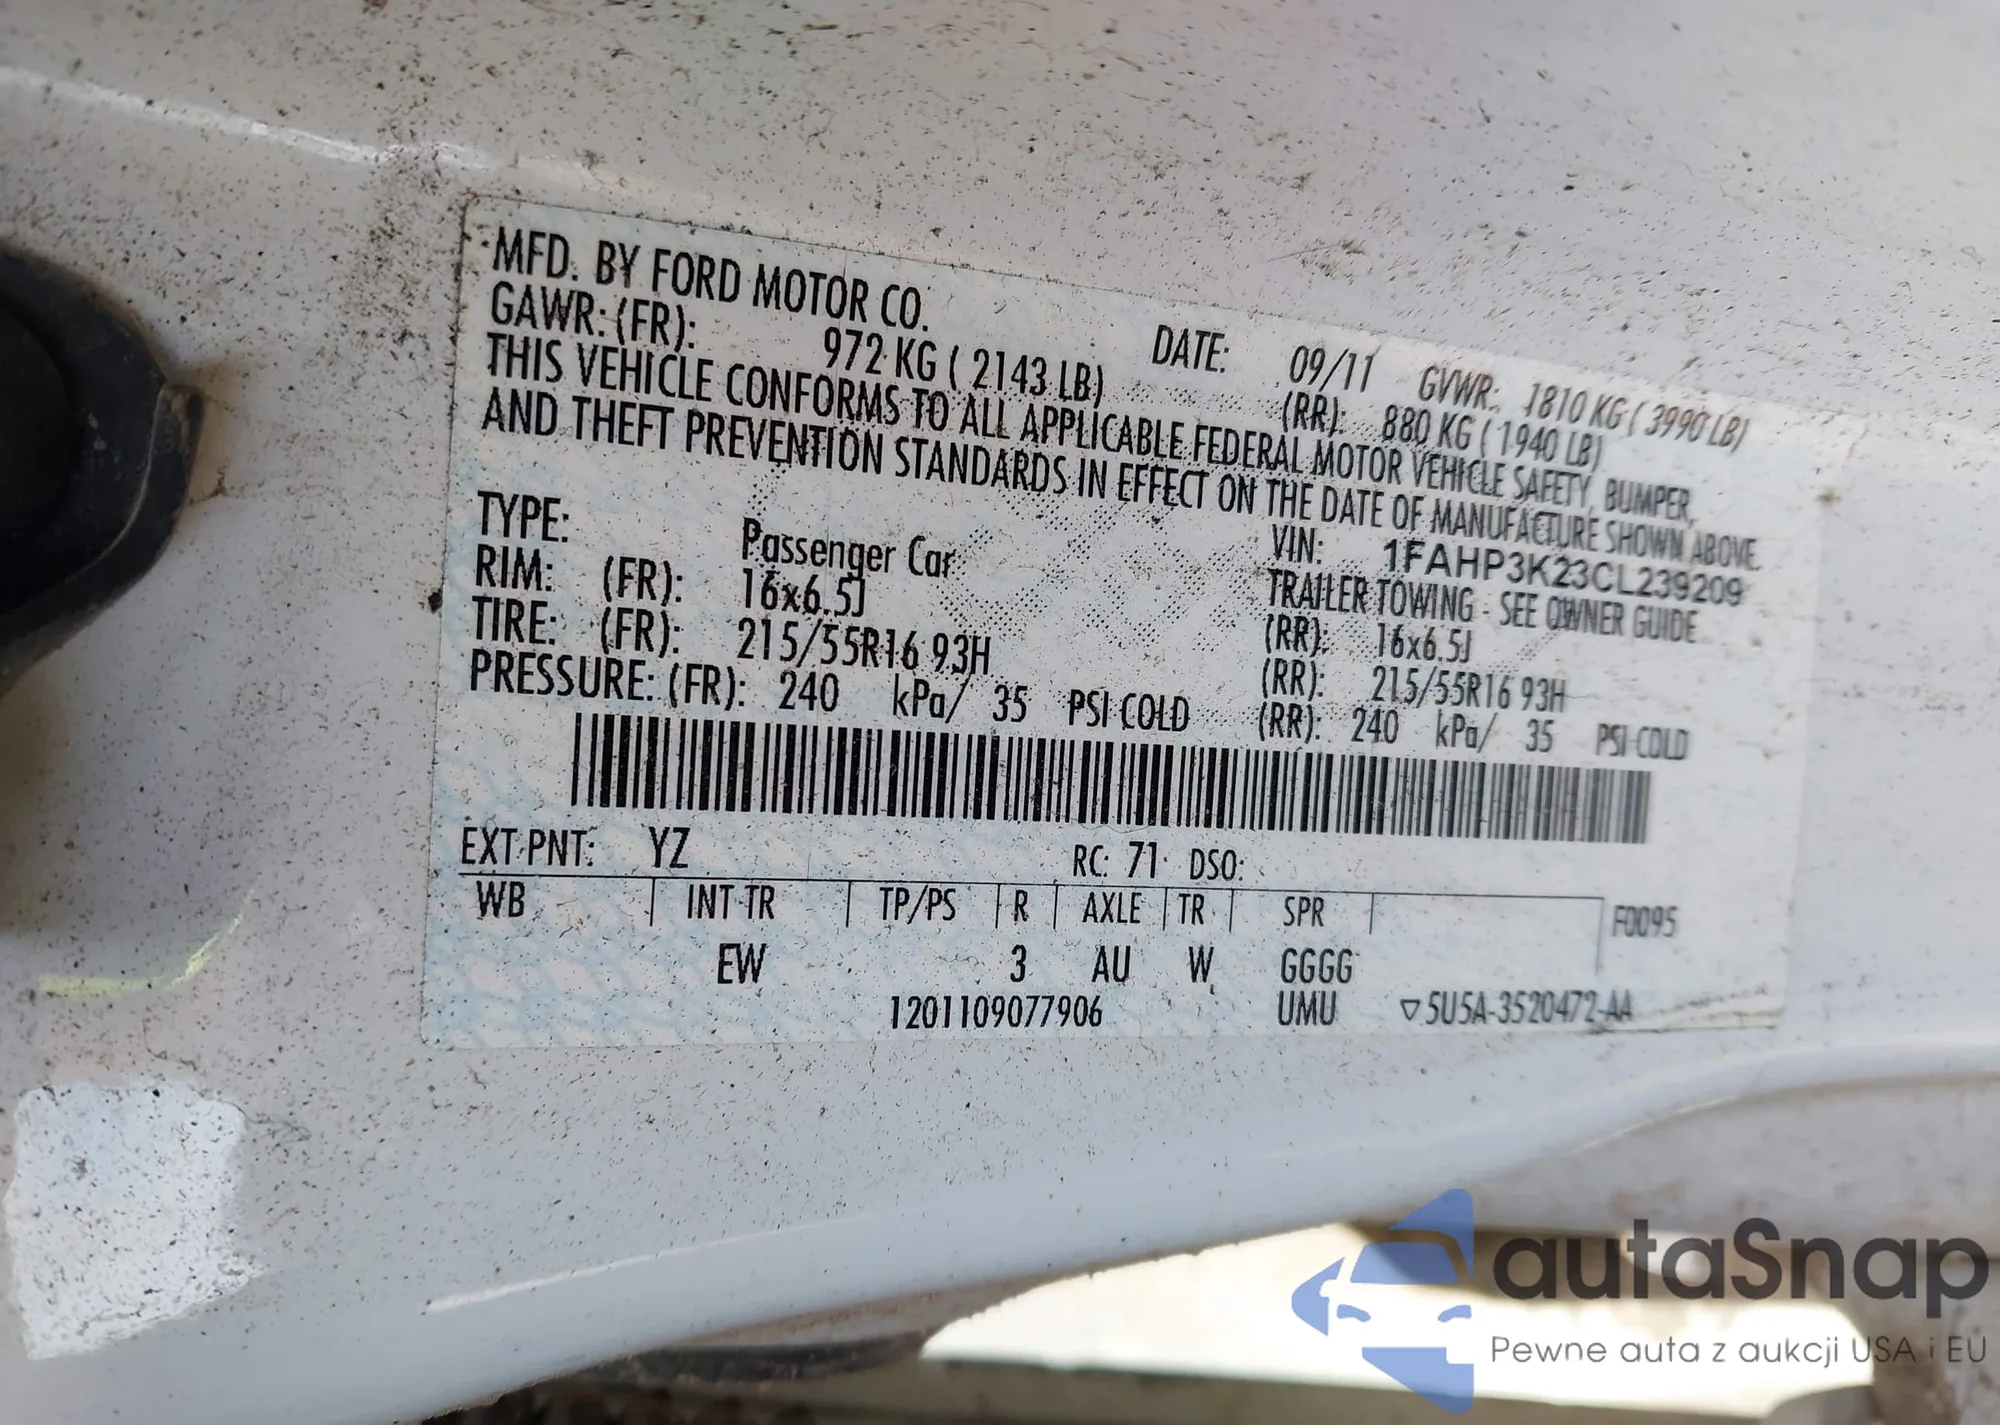 MFD. BY FORD MOTOR CO.
DATE: 09/11 GVWR: 1810 KG ( 3990 LB)
GAWR: (FR): 972 KG ( 2143 LB) (RR): 880 KG ( 1940 LB)
THIS VEHICLE CONFORMS TO ALL APPLICABLE FEDERAL MOTOR VEHICLE SAFETY, BUMPER,
AND THEFT PREVENTION STANDARDS IN EFFECT ON THE DATE OF MANUFACTURE SHOWN ABOVE.
VIN: 1FAHP3K23CL239209
TYPE: Passenger Car TRAILER TOWING - SEE OWNER GUIDE
RIM: (FR): 16x6.5J (RR): 16x6.5J
TIRE: (FR): 215/55R16 93H (RR): 215/55R16 93H
PRESSURE: (FR): 240 kPa/ 35 PSI COLD (RR): 240 kPa/ 35 PSI COLD
EXT PNT: YZ RC: 71 DSO:
WB INT TR TP/PS R AXLE TR SPR F0095
EW 3 AU W GGGG
1201109077906 UMU ▽5U5A-3520472-AA
autaSnap
Pewne auta z aukcji USA i EU